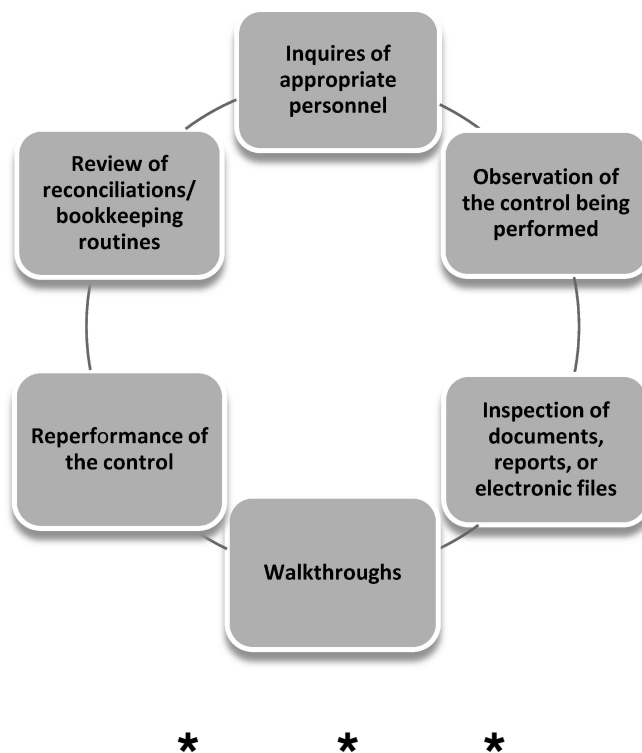 Inquires of
appropriate
personnel
Observation of
the control being
performed
Inspection of
documents,
reports, or
electronic files
Walkthroughs
Reperformance of
the control
Review of
reconciliations/
bookkeeping
routines
* * *